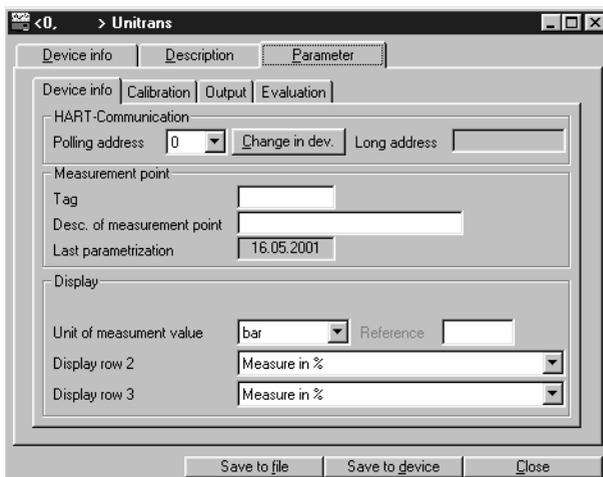 <0,        > Unitrans
Device info Description Parameter
Device info Calibration Output Evaluation
HART-Communication
Polling address 0 Change in dev. Long address
Measurement point
Tag
Desc. of measurement point
Last parametrization 16.05.2001
Display
Unit of measument value bar Reference
Display row 2 Measure in %
Display row 3 Measure in %
Save to file Save to device Close